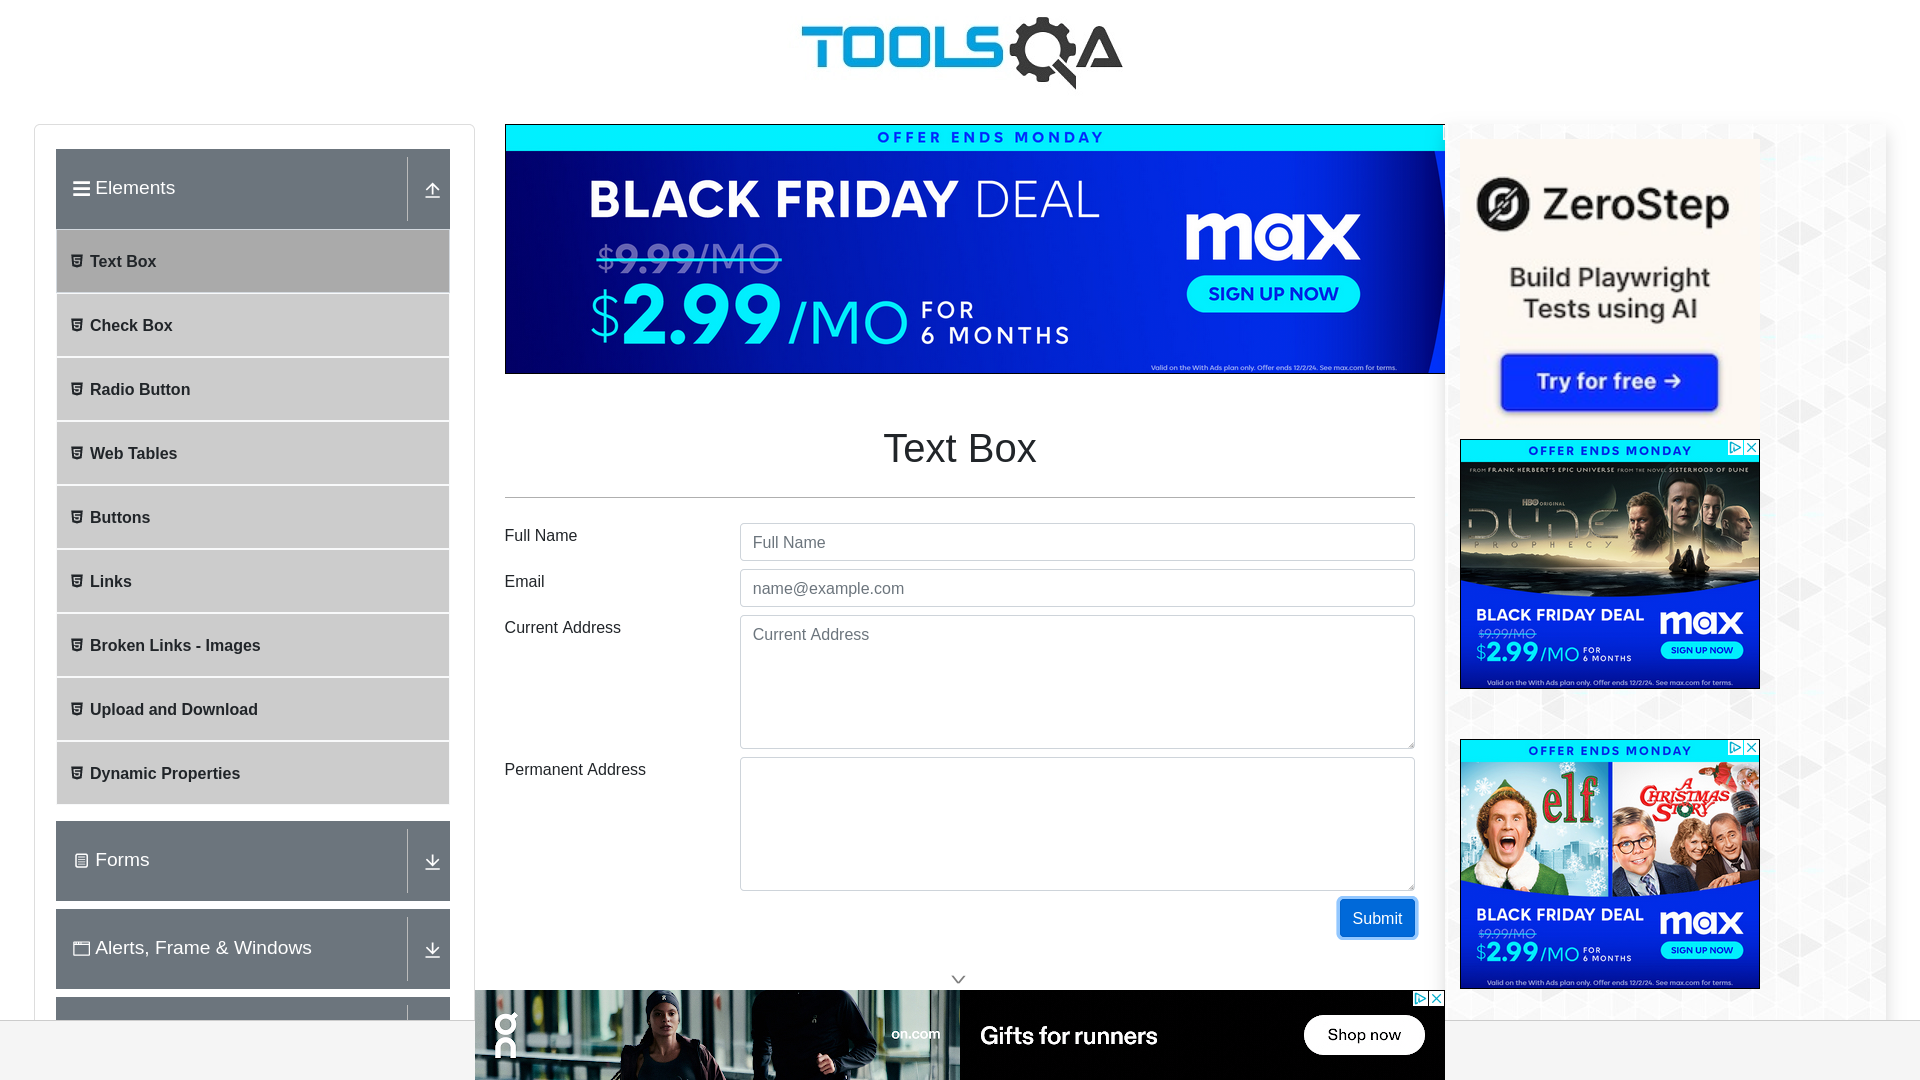 TOOLSQA
Elements
Text Box
Check Box
Radio Button
Web Tables
Buttons
Links
Broken Links - Images
Upload and Download
Dynamic Properties
Forms
Alerts, Frame & Windows
OFFER ENDS MONDAY
BLACK FRIDAY DEAL
$9.99/MO
$2.99/MO FOR 6 MONTHS
max
SIGN UP NOW
Valid on the With Ads plan only. Offer ends 12/2/24. See max.com for terms.
Text Box
Full Name
Full Name
Email
name@example.com
Current Address
Current Address
Permanent Address
Submit
on
on.com
Gifts for runners
Shop now
ZeroStep
Build Playwright
Tests using AI
Try for free →
OFFER ENDS MONDAY
FROM FRANK HERBERT'S EPIC UNIVERSE FROM THE NOVEL SISTERHOOD OF DUNE
HBO ORIGINAL
DUNE
PROPHECY
BLACK FRIDAY DEAL
$9.99/MO
$2.99/MO FOR 6 MONTHS
max
SIGN UP NOW
Valid on the With Ads plan only. Offer ends 12/2/24. See max.com for terms.
OFFER ENDS MONDAY
elf
A CHRISTMAS STORY
BLACK FRIDAY DEAL
$9.99/MO
$2.99/MO FOR 6 MONTHS
max
SIGN UP NOW
Valid on the With Ads plan only. Offer ends 12/2/24. See max.com for terms.